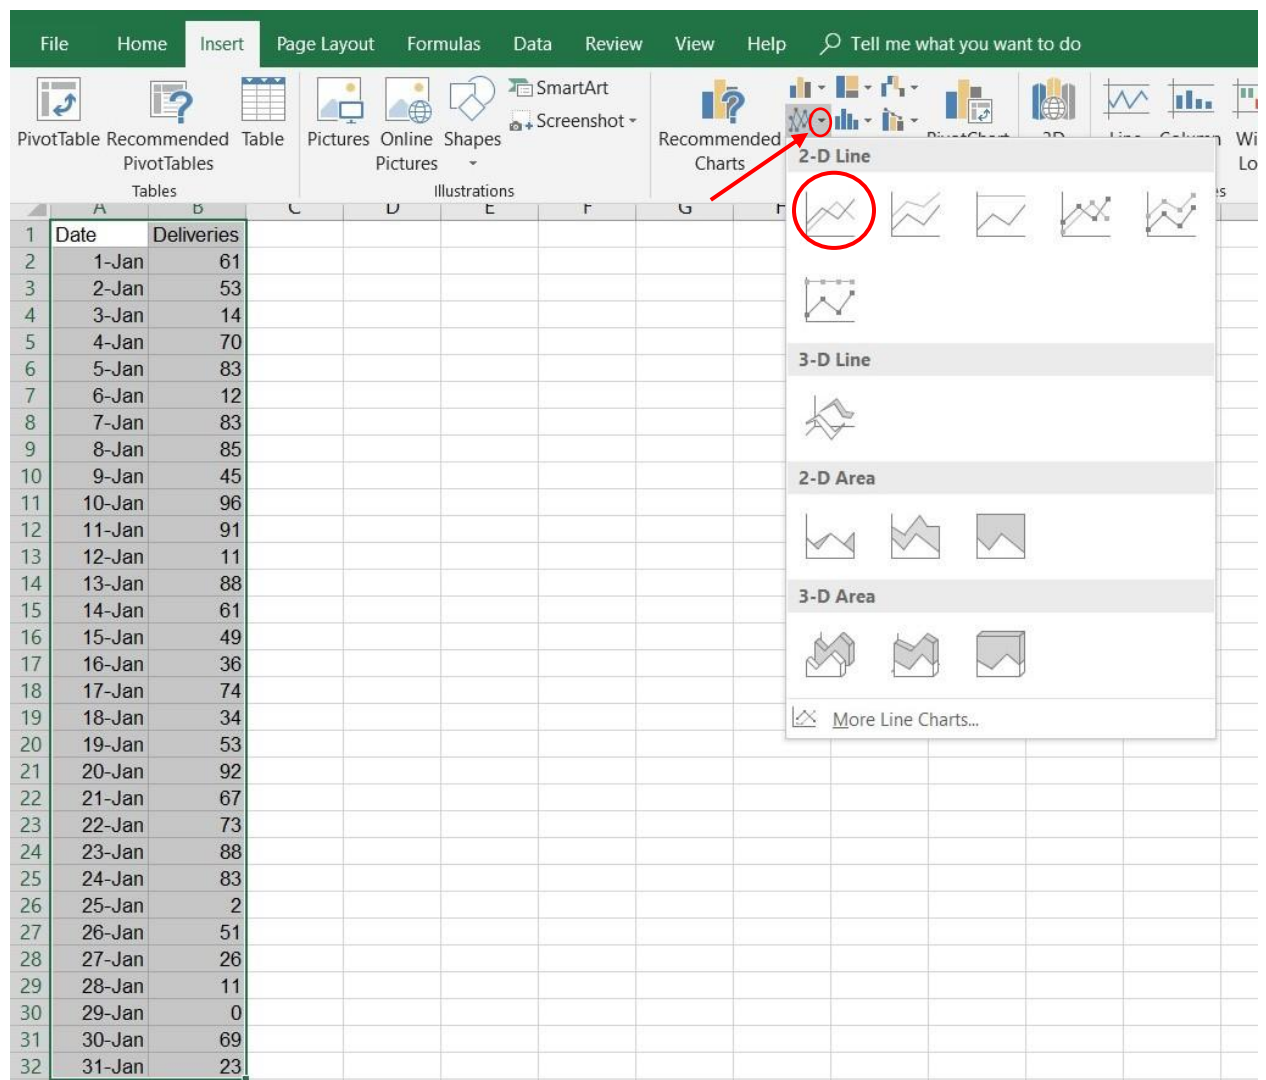 File Home Insert Page Layout Formulas Data Review View Help Tell me what you want to do
PivotTable Recommended PivotTables Table
Tables
Pictures Online Pictures Shapes
SmartArt
Screenshot
Illustrations
Recommended Charts
PivotChart 3D Line Column Wi
Lo
s
A B C D E F G
1 Date Deliveries
2 1-Jan 61
3 2-Jan 53
4 3-Jan 14
5 4-Jan 70
6 5-Jan 83
7 6-Jan 12
8 7-Jan 83
9 8-Jan 85
10 9-Jan 45
11 10-Jan 96
12 11-Jan 91
13 12-Jan 11
14 13-Jan 88
15 14-Jan 61
16 15-Jan 49
17 16-Jan 36
18 17-Jan 74
19 18-Jan 34
20 19-Jan 53
21 20-Jan 92
22 21-Jan 67
23 22-Jan 73
24 23-Jan 88
25 24-Jan 83
26 25-Jan 2
27 26-Jan 51
28 27-Jan 26
29 28-Jan 11
30 29-Jan 0
31 30-Jan 69
32 31-Jan 23
2-D Line
3-D Line
2-D Area
3-D Area
More Line Charts...